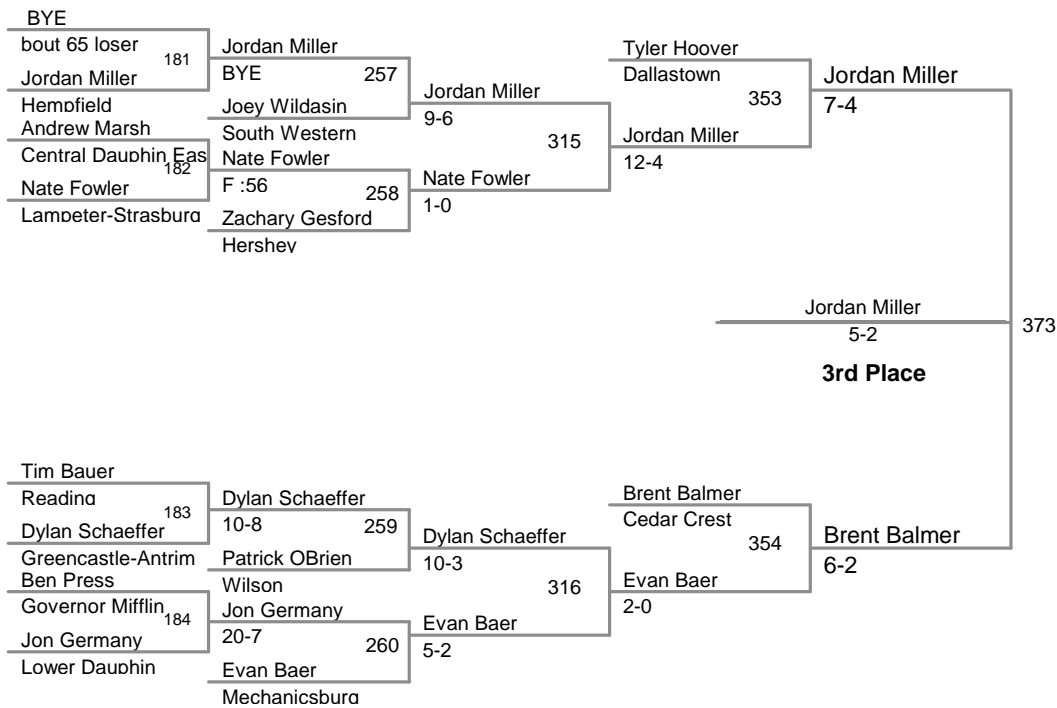 BYE
bout 65 loser
181
Jordan Miller
Hempfield
Andrew Marsh
Central Dauphin Eas
182
Nate Fowler
Lampeter-Strasburg
Jordan Miller
BYE
257
Joey Wildasin
South Western
Nate Fowler
F :56
258
Zachary Gesford
Hershey
Jordan Miller
9-6
315
Nate Fowler
1-0
Tyler Hoover
Dallastown
353
Jordan Miller
12-4
Jordan Miller
7-4
Jordan Miller
5-2
373
3rd Place
Tim Bauer
Reading
183
Dylan Schaeffer
Greencastle-Antrim
Ben Press
Governor Mifflin
184
Jon Germany
Lower Dauphin
Dylan Schaeffer
10-8
259
Patrick OBrien
Wilson
Jon Germany
20-7
260
Evan Baer
Mechanicsburg
Dylan Schaeffer
10-3
316
Evan Baer
5-2
Brent Balmer
Cedar Crest
354
Evan Baer
2-0
Brent Balmer
6-2